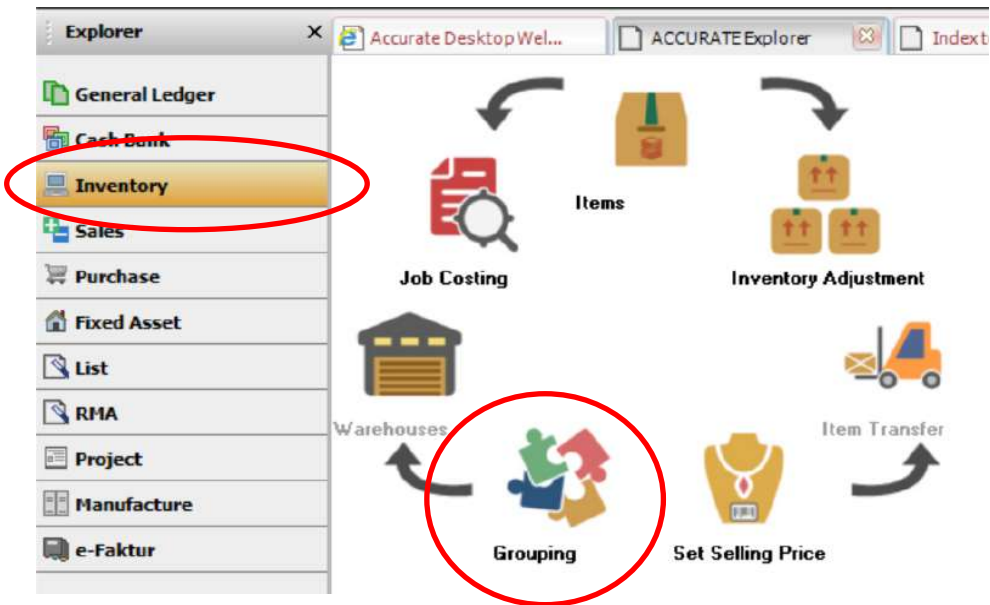 Explorer
Accurate Desktop Wel...
ACCURATE Explorer
General Ledger
Cash Bank
Inventory
Sales
Purchase
Fixed Asset
List
RMA
Project
Manufacture
e-Faktur
Items
Job Costing
Inventory Adjustment
Warehouses
Item Transfer
Grouping
Set Selling Price